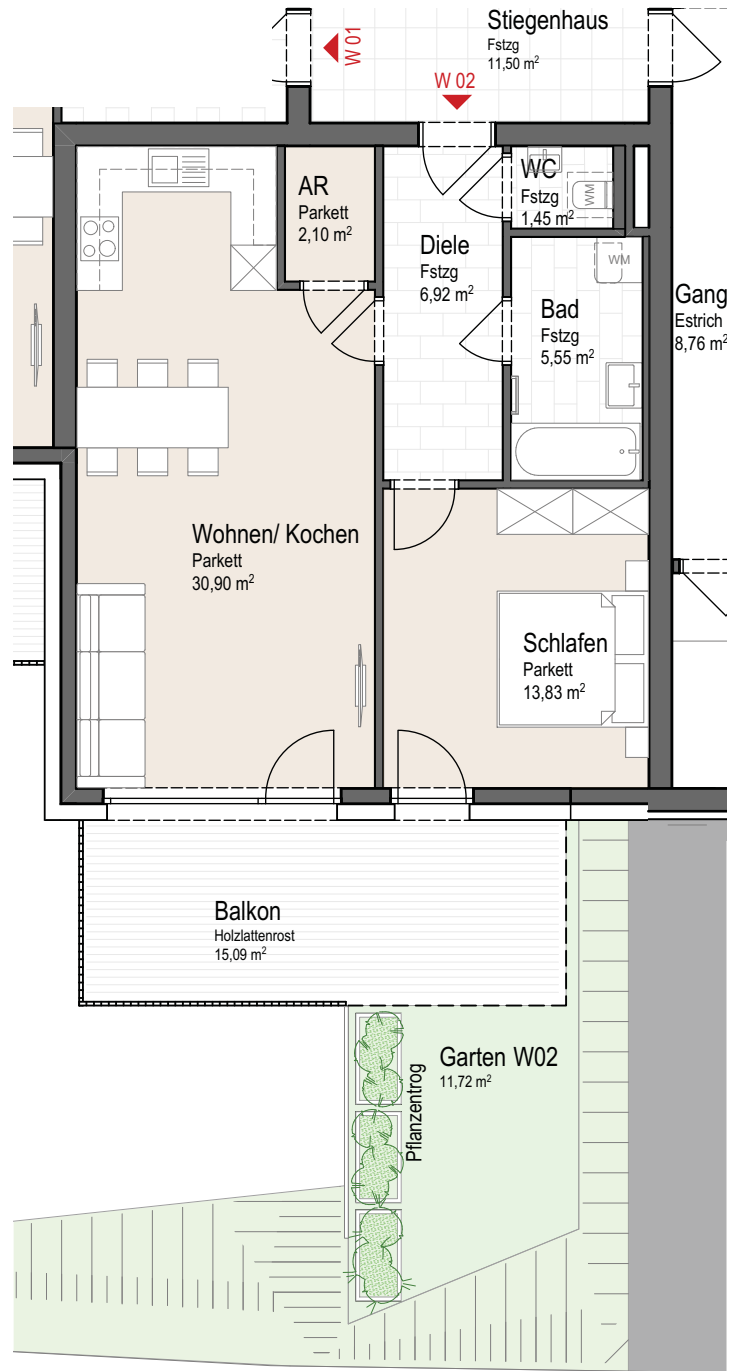 Stiegenhaus
Fstzg
11,50 m²
W 01
W 02
AR
Parkett
2,10 m²
WC
Fstzg
1,45 m²
WM
Diele
Fstzg
6,92 m²
WM
Bad
Fstzg
5,55 m²
Gang
Estrich
8,76 m²
Wohnen/ Kochen
Parkett
30,90 m²
Schlafen
Parkett
13,83 m²
Balkon
Holzlattenrost
15,09 m²
Garten W02
11,72 m²
Pflanzentrog